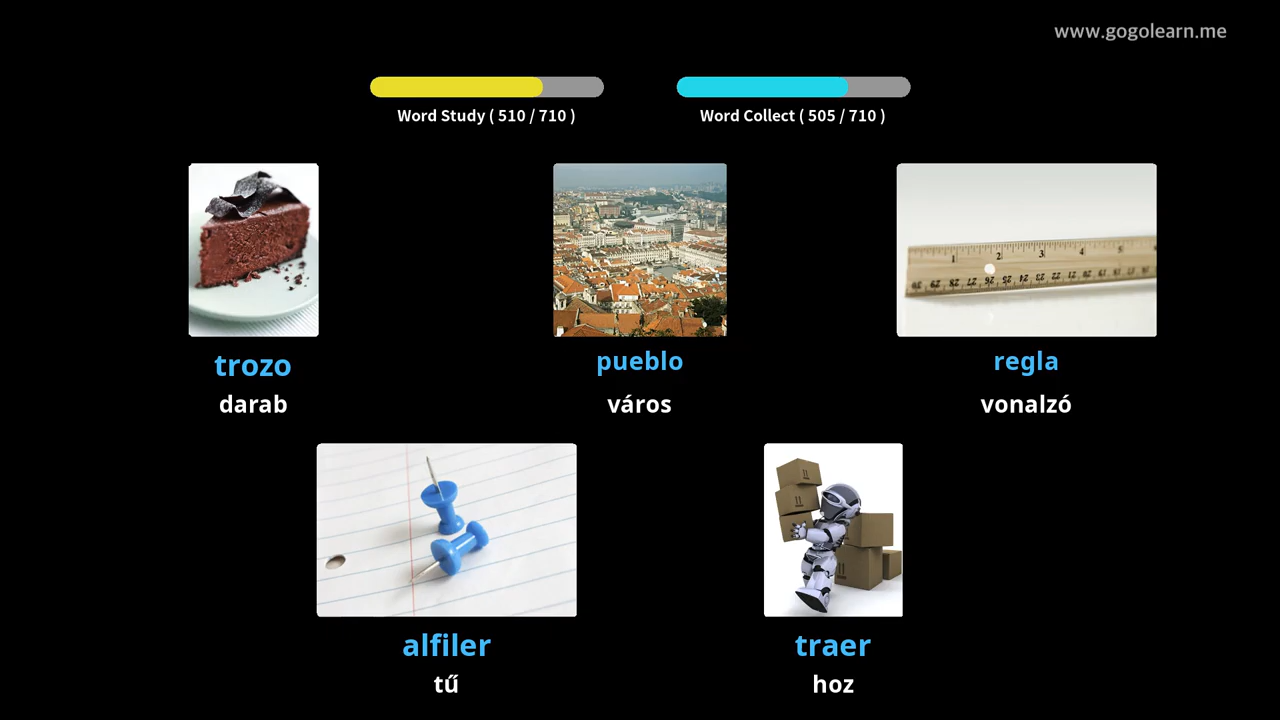 www.gogolearn.me
Word Study ( 510 / 710 )
Word Collect ( 505 / 710 )
trozo
darab
pueblo
város
regla
vonalzó
alfiler
tű
traer
hoz